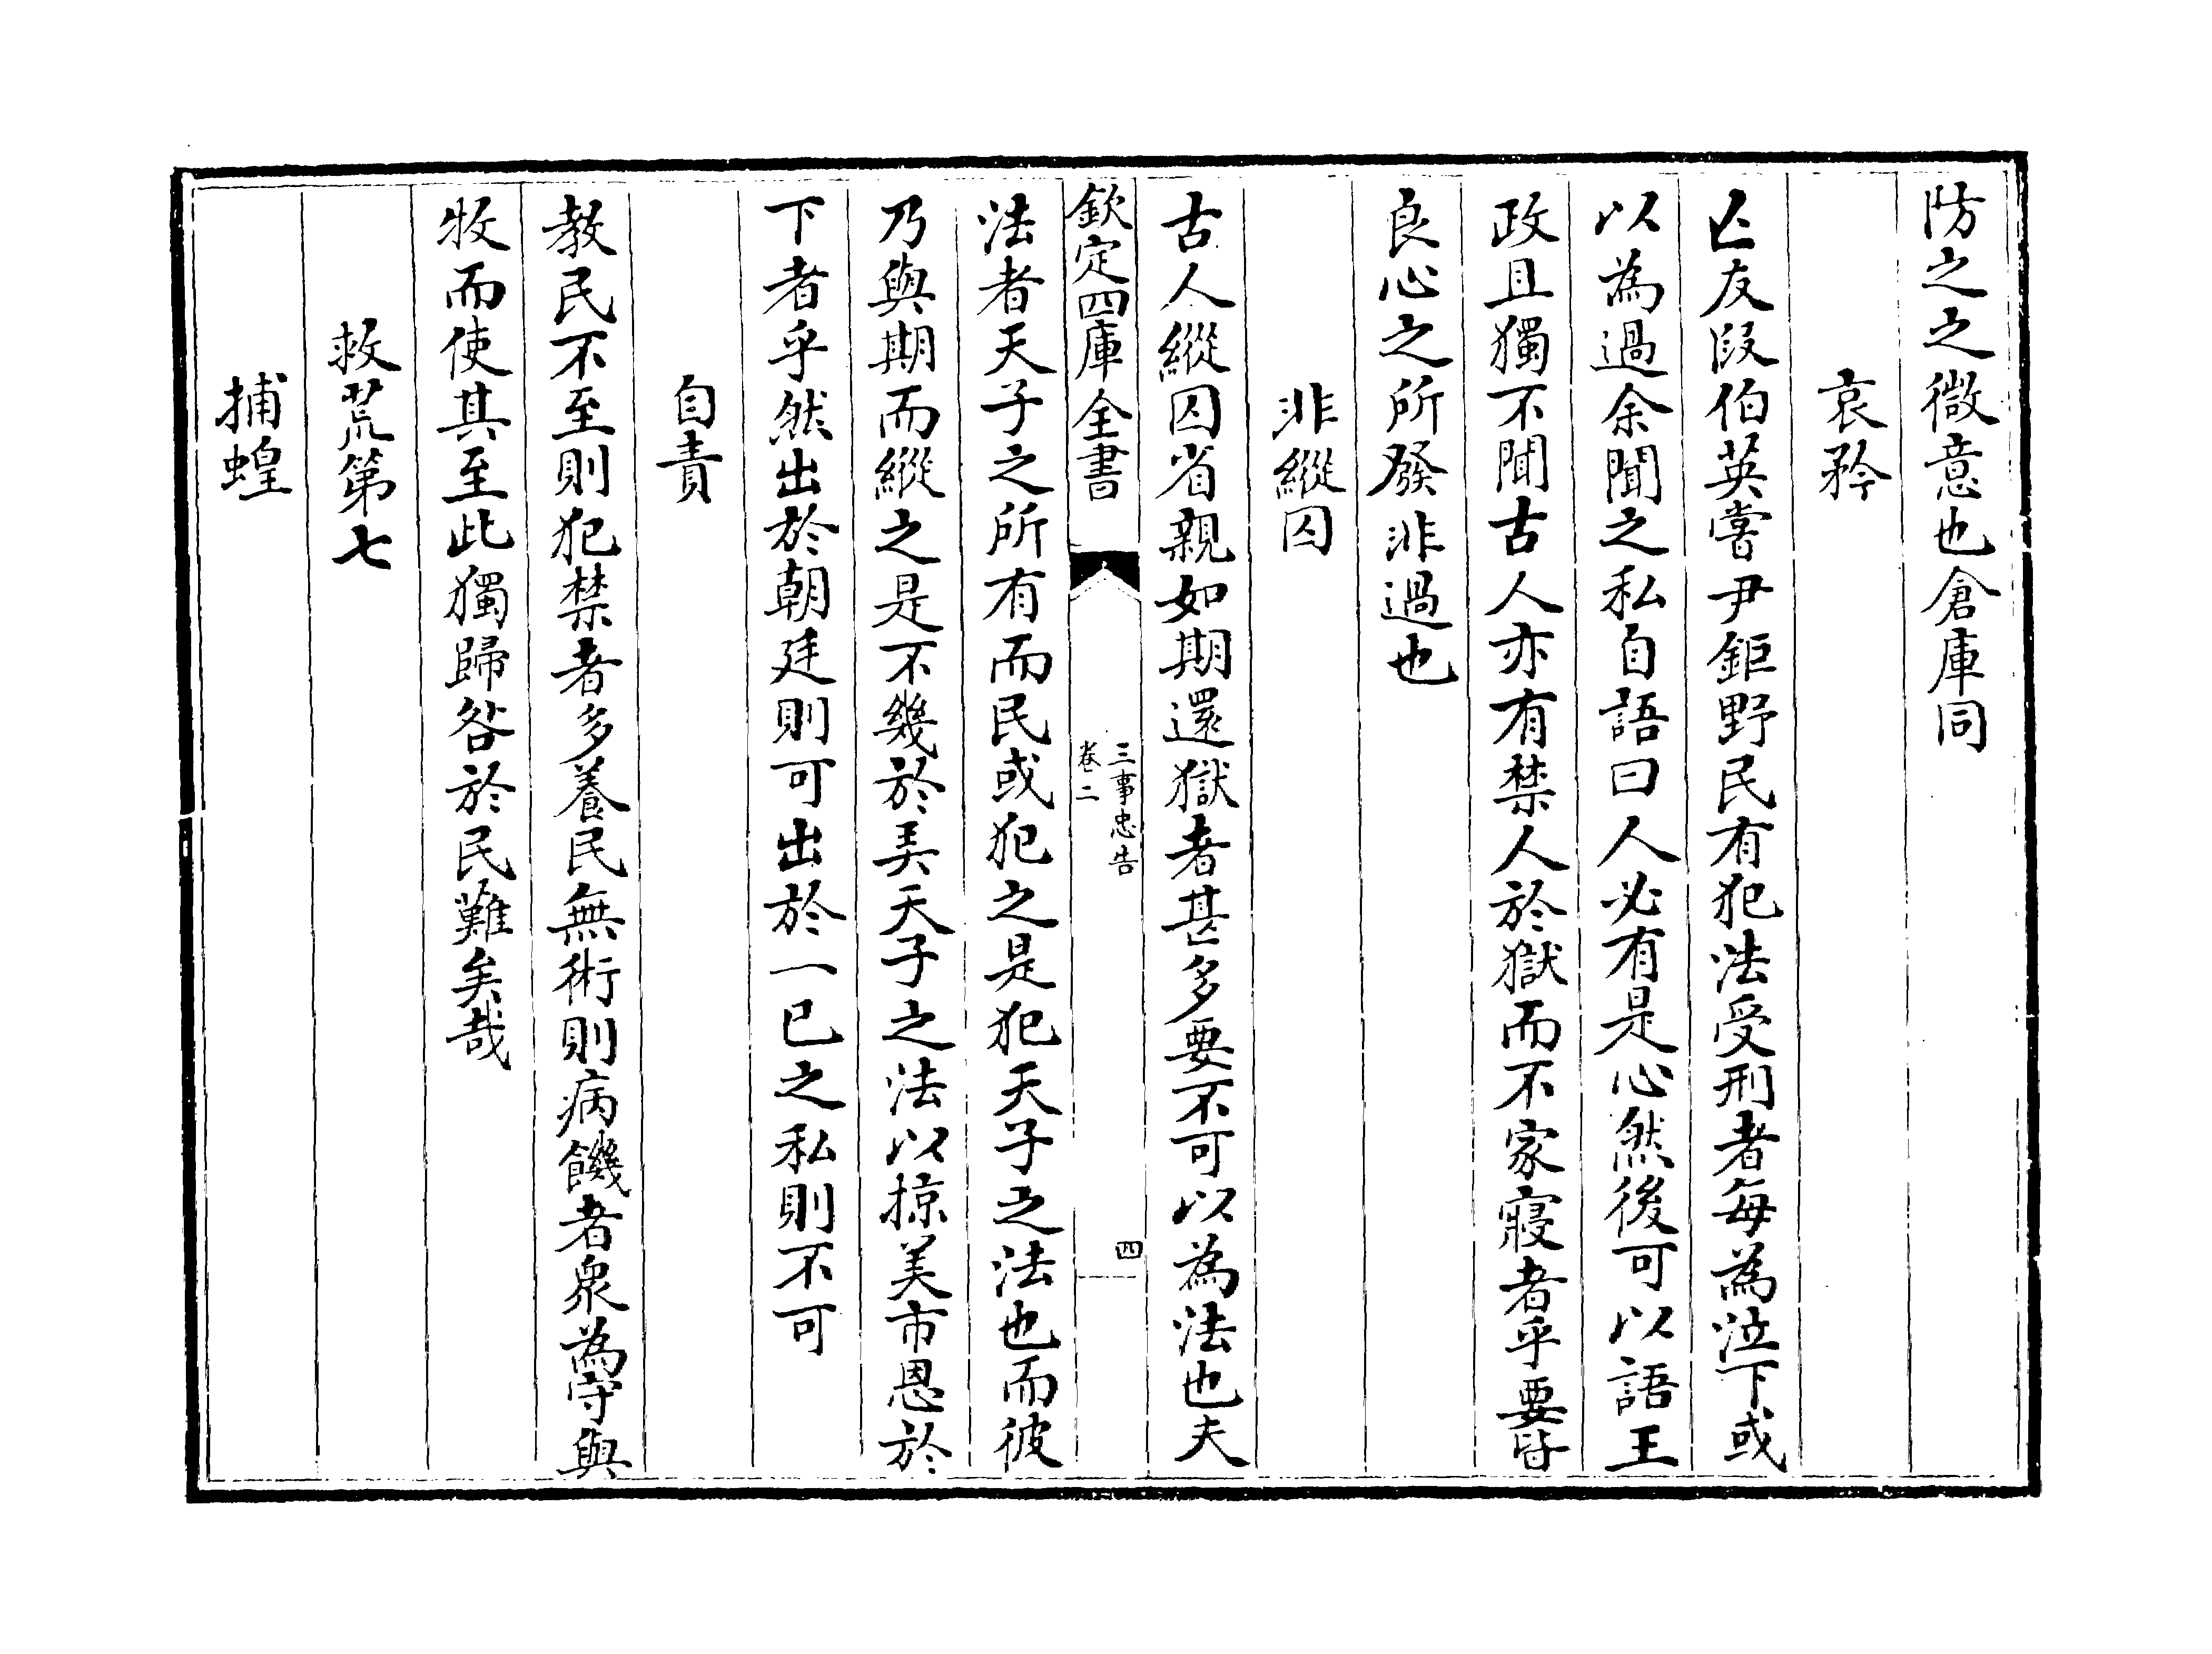 防之之微意也倉庫同
哀矜
亾友段伯英嘗尹鉅野民有犯法受刑者每為泣下或
以為過余聞之私自語曰人必有是心然後可以語王
政且獨不聞古人亦有禁人於獄而不家寢者乎要皆
良心之所發非過也
非縱囚
古人縱囚省親如期還獄者甚多要不可以為法也夫
欽定四庫全書
三事忠告
卷二
四
法者天子之所有而民或犯之是犯天子之法也而彼
乃與期而縱之是不幾於弄天子之法以掠美市恩於
下者乎然出於朝廷則可出於一已之私則不可
自責
教民不至則犯禁者多養民無術則病饑者衆為守與
牧而使其至此獨歸咎於民難矣哉
救荒第七
捕蝗